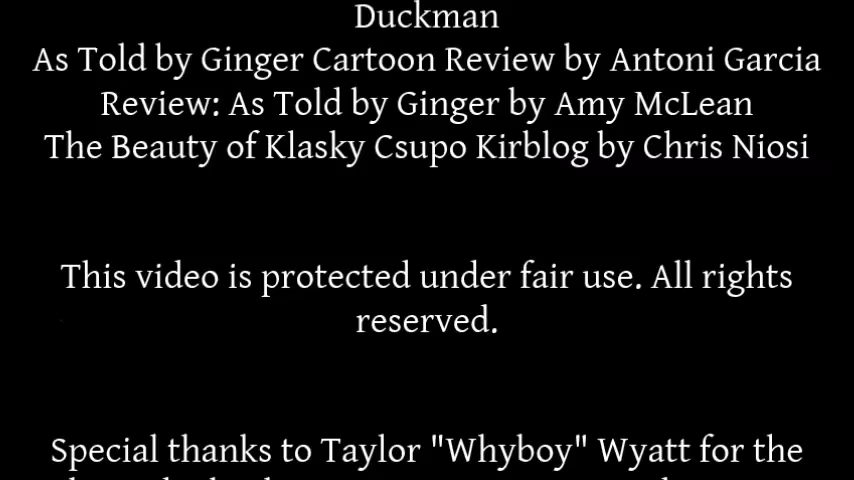 Duckman
As Told by Ginger Cartoon Review by Antoni Garcia
Review: As Told by Ginger by Amy McLean
The Beauty of Klasky Csupo Kirblog by Chris Niosi
This video is protected under fair use. All rights
reserved.
Special thanks to Taylor "Whyboy" Wyatt for the